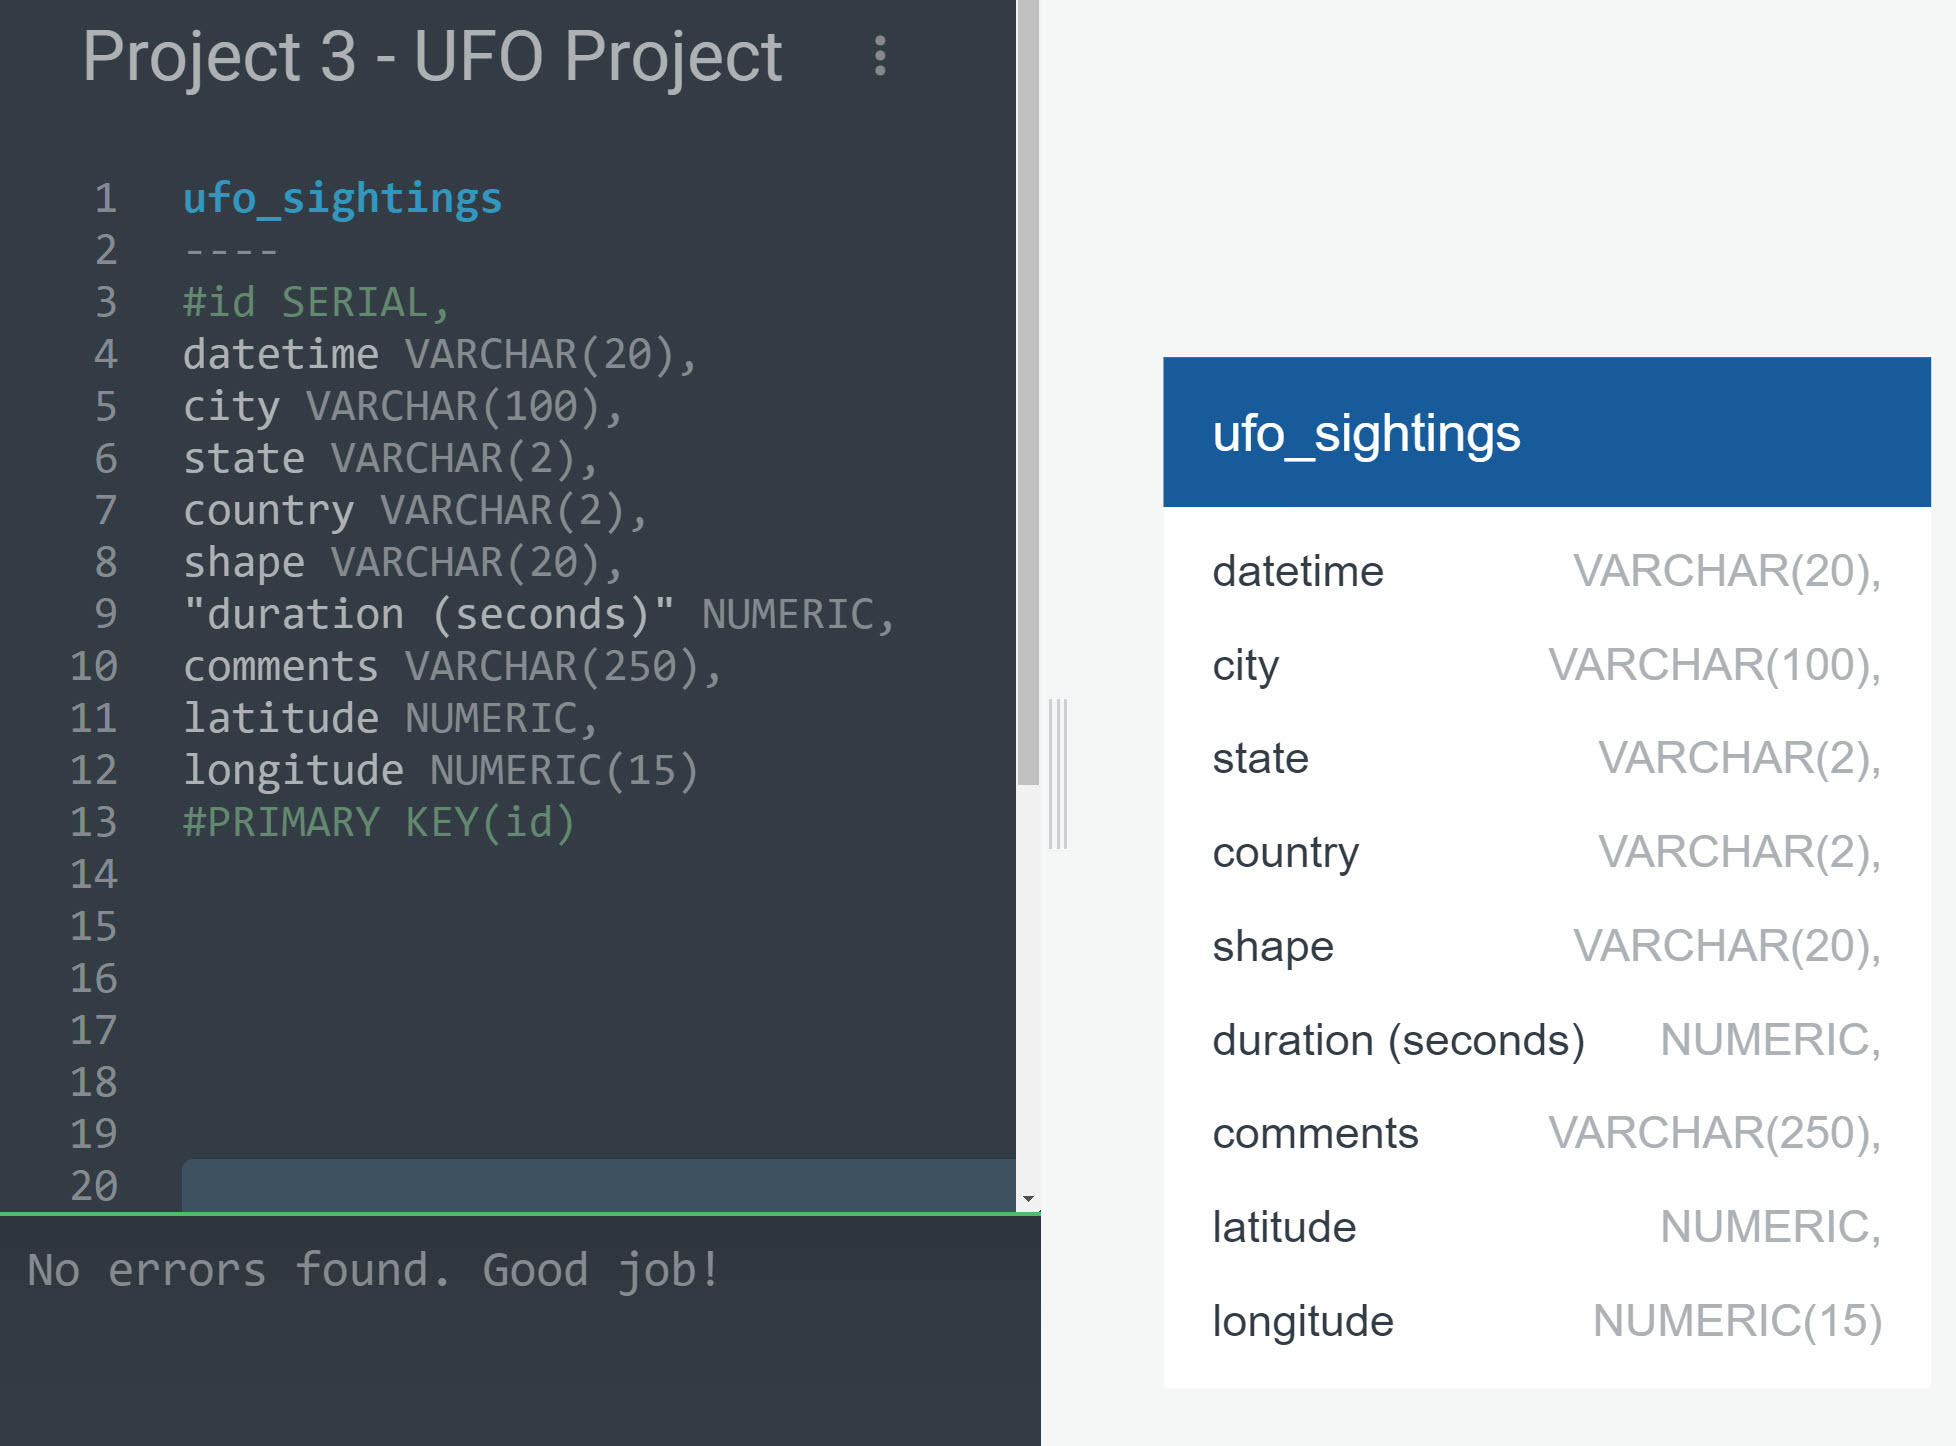 Project 3 - UFO Project
1 ufo_sightings
2 ----
3 #id SERIAL,
4 datetime VARCHAR(20),
5 city VARCHAR(100),
6 state VARCHAR(2),
7 country VARCHAR(2),
8 shape VARCHAR(20),
9 "duration (seconds)" NUMERIC,
10 comments VARCHAR(250),
11 latitude NUMERIC,
12 longitude NUMERIC(15)
13 #PRIMARY KEY(id)
14
15
16
17
18
19
20
No errors found. Good job!
ufo_sightings
datetime VARCHAR(20),
city VARCHAR(100),
state VARCHAR(2),
country VARCHAR(2),
shape VARCHAR(20),
duration (seconds) NUMERIC,
comments VARCHAR(250),
latitude NUMERIC,
longitude NUMERIC(15)